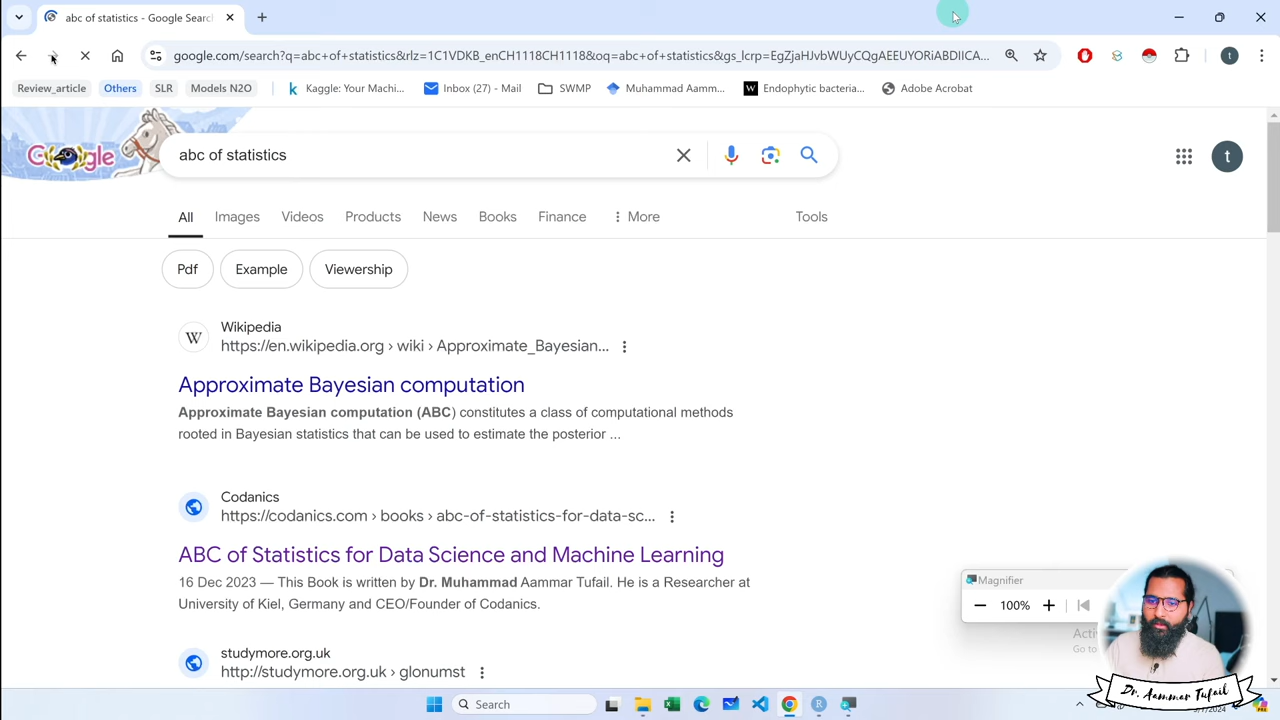 abc of statistics - Google Searc
google.com/search?q=abc+of+statistics&rlz=1C1VDKB_enCH1118CH1118&oq=abc+of+statistics&gs_lcrp=EgZjaHJvbWUyCQgAEEUYORiABDIICA...
t
Review_article
Others
SLR
Models N2O
Kaggle: Your Machi...
Inbox (27) - Mail
SWMP
Muhammad Aamm...
Endophytic bacteria...
Adobe Acrobat
abc of statistics
t
All
Images
Videos
Products
News
Books
Finance
More
Tools
Pdf
Example
Viewership
W
Wikipedia
https://en.wikipedia.org › wiki › Approximate_Bayesian...
Approximate Bayesian computation
Approximate Bayesian computation (ABC) constitutes a class of computational methods
rooted in Bayesian statistics that can be used to estimate the posterior ...
Codanics
https://codanics.com › books › abc-of-statistics-for-data-sc...
ABC of Statistics for Data Science and Machine Learning
16 Dec 2023 — This Book is written by Dr. Muhammad Aammar Tufail. He is a Researcher at
University of Kiel, Germany and CEO/Founder of Codanics.
studymore.org.uk
http://studymore.org.uk › glonumst
Magnifier
100%
Go to
Dr. Aammar Tufail
Search